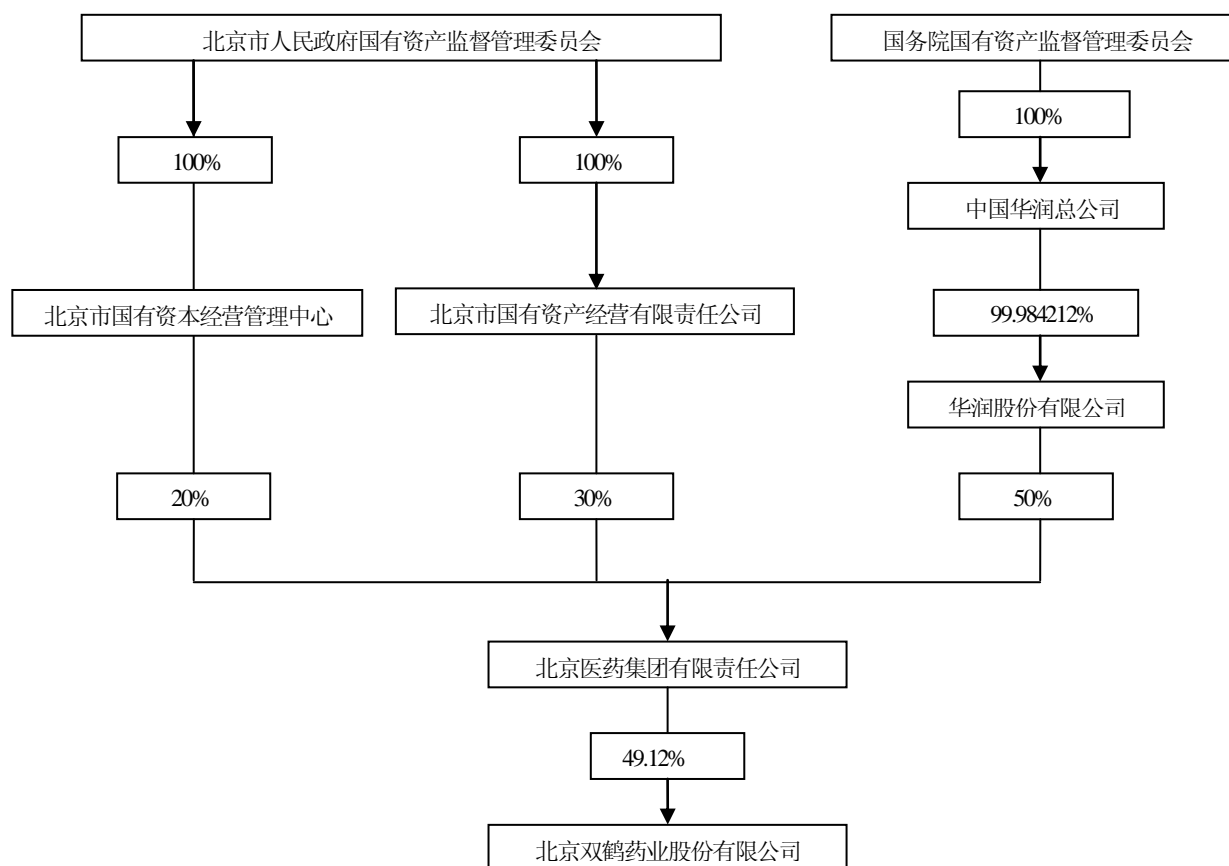 北京市人民政府国有资产监督管理委员会
国务院国有资产监督管理委员会
100%
100%
100%
中国华润总公司
北京市国有资本经营管理中心
北京市国有资产经营有限责任公司
99.984212%
华润股份有限公司
20%
30%
50%
北京医药集团有限责任公司
49.12%
北京双鹤药业股份有限公司